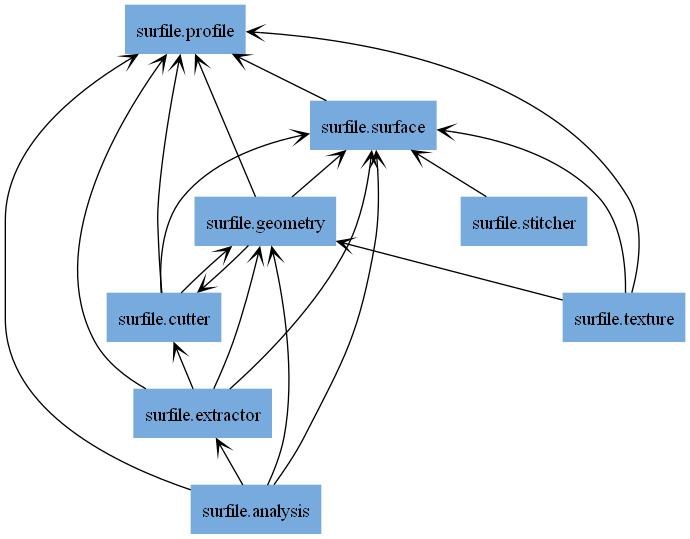 surfile.profile
surfile.surface
surfile.geometry
surfile.stitcher
surfile.cutter
surfile.texture
surfile.extractor
surfile.analysis